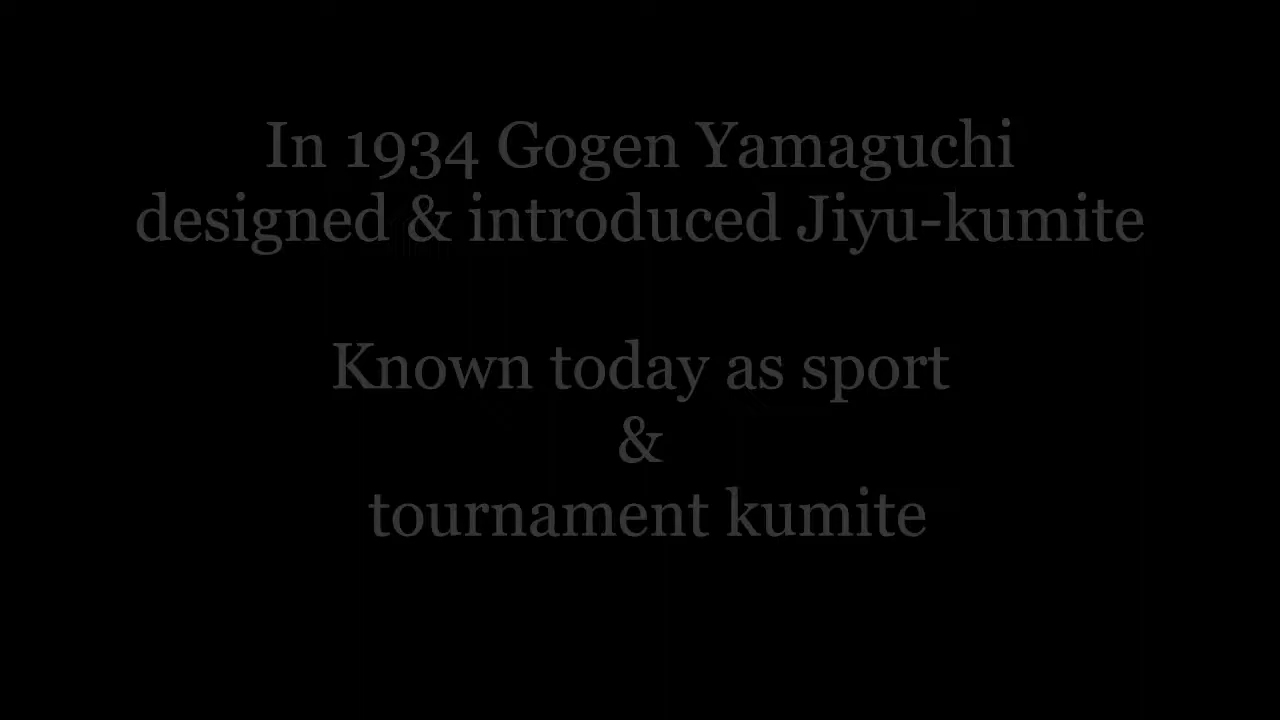 In 1934 Gogen Yamaguchi
designed & introduced Jiyu-kumite
Known today as sport
&
tournament kumite